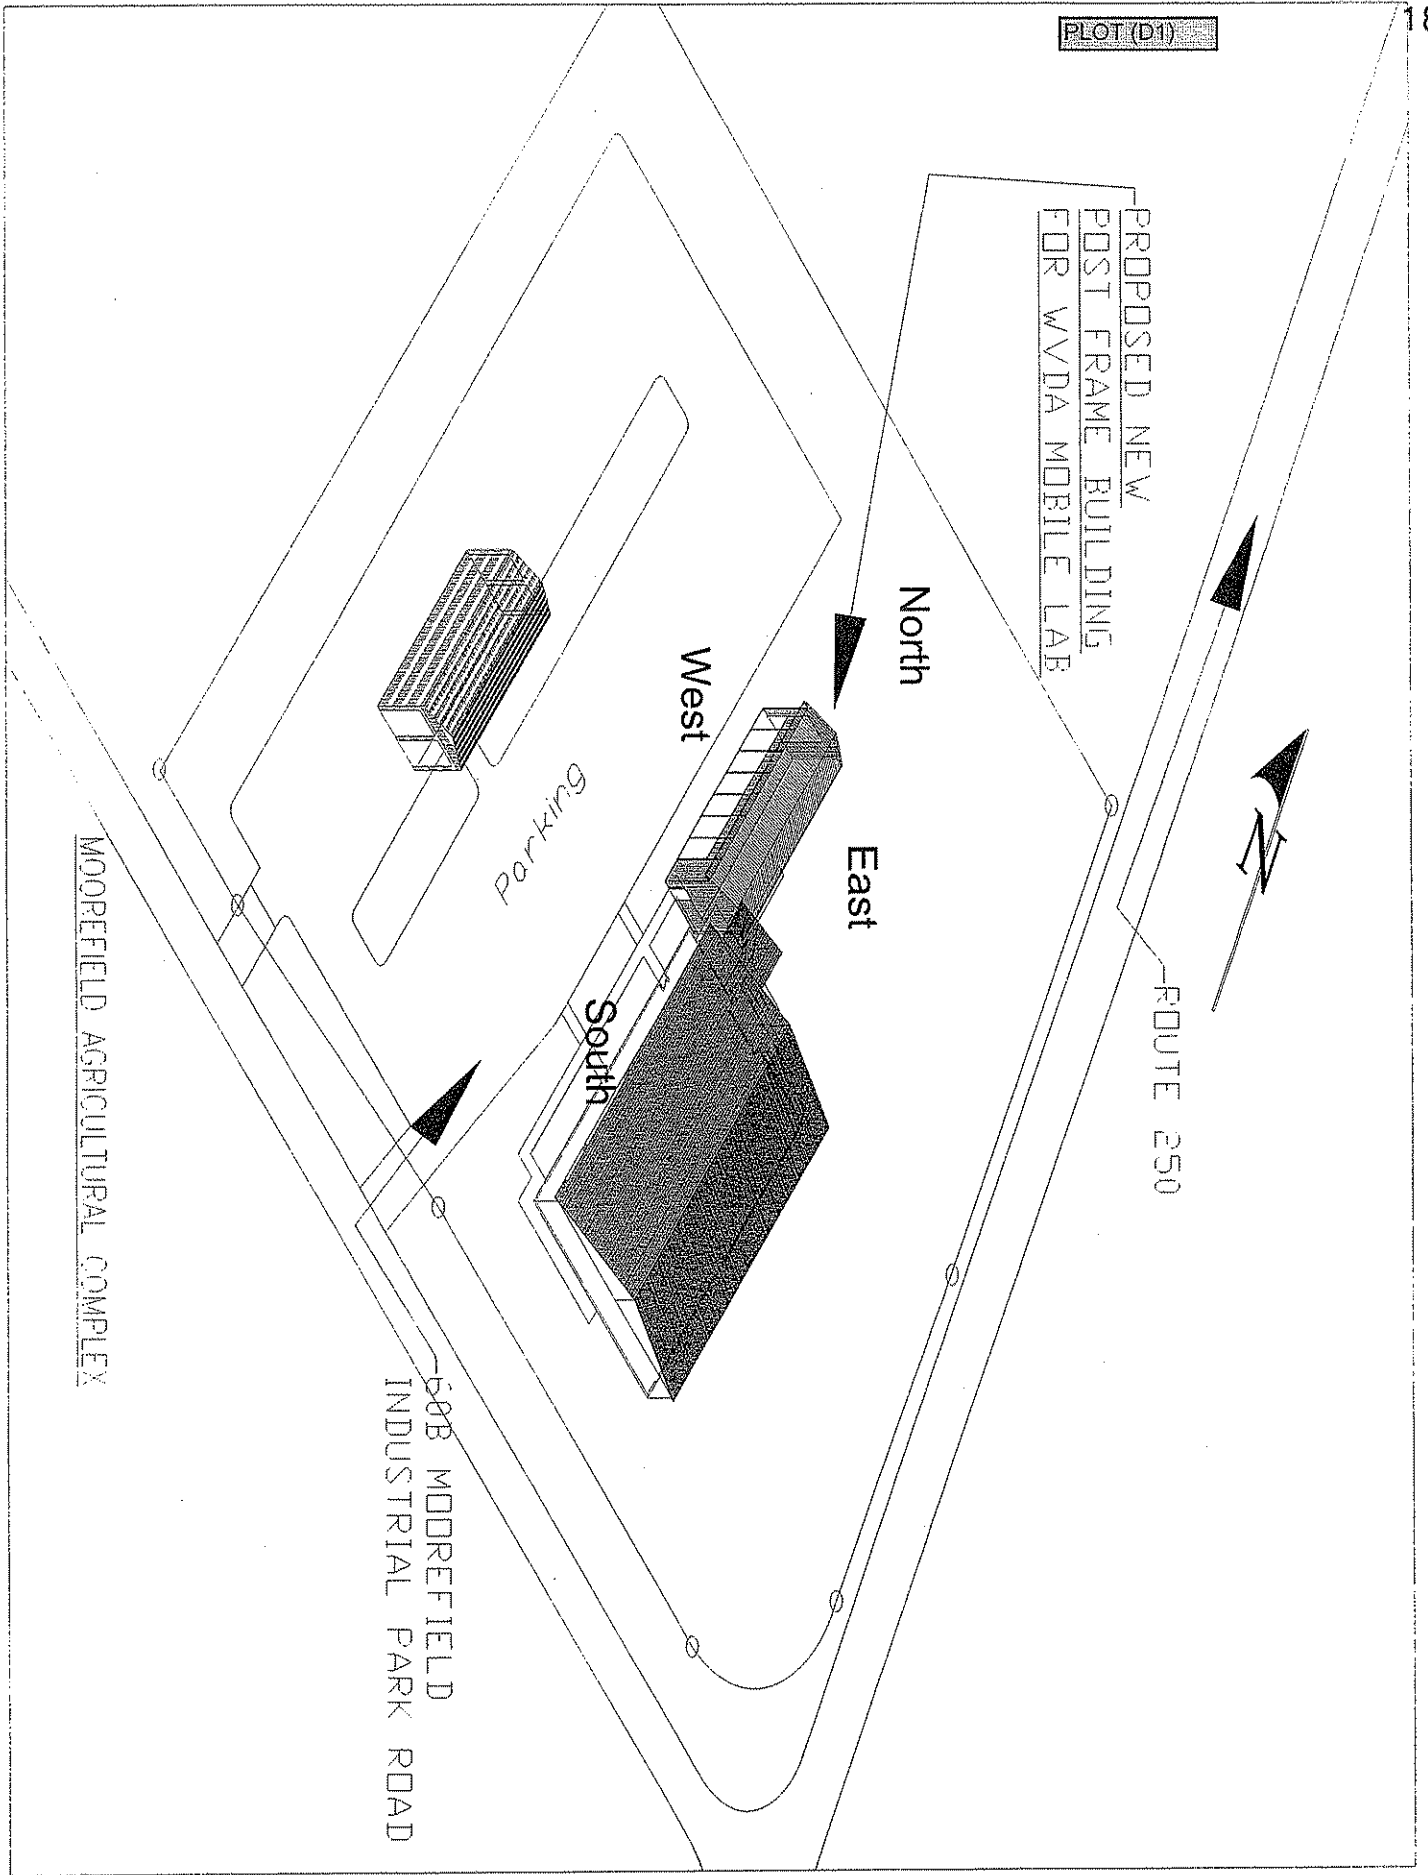 18
PLOT (D1)
PROPOSED NEW
POST FRAME BUILDING
FOR WVDA MOBILE LAB
North
West
East
South
N
ROUTE 250
Parking
60B MOOREFIELD
INDUSTRIAL PARK ROAD
MOOREFIELD AGRICULTURAL COMPLEX